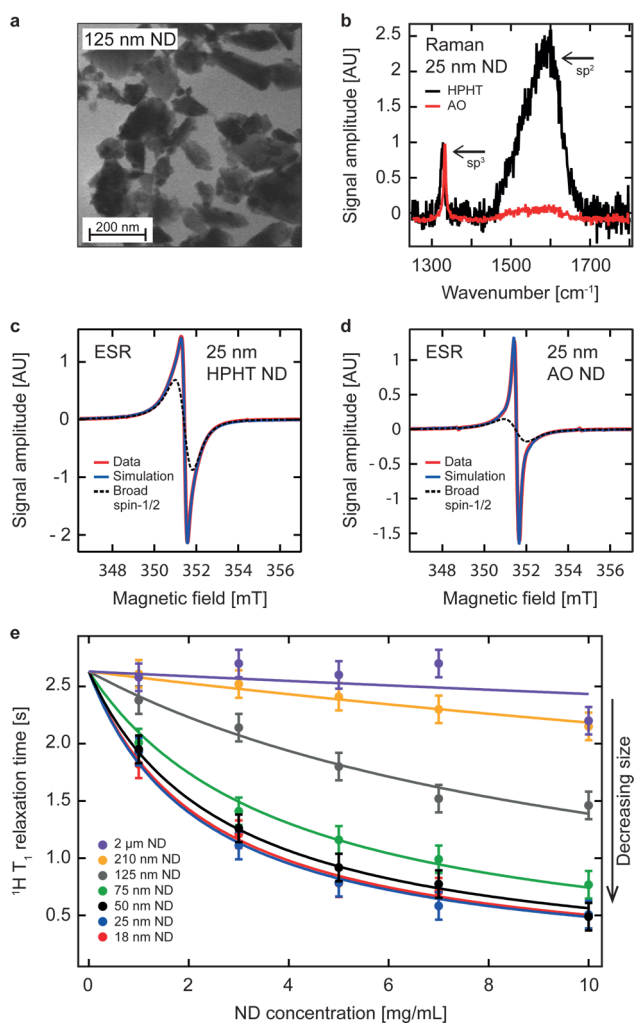 a
125 nm ND
200 nm
b
Raman
25 nm ND
HPHT
AO
sp²
sp³
Signal amplitude [AU]
2.5
2
1.5
1
0.5
0
1300 1500 1700
Wavenumber [cm⁻¹]
c
ESR
25 nm
HPHT ND
Signal amplitude [AU]
1
0
- 1
- 2
Data
Simulation
Broad
spin-1/2
348 350 352 354 356
Magnetic field [mT]
d
ESR
25 nm
AO ND
Signal amplitude [AU]
1
0.5
0
- 0.5
-1
-1.5
Data
Simulation
Broad
spin-1/2
348 350 352 354 356
Magnetic field [mT]
e
¹H T₁ relaxation time [s]
2.5
2.0
1.5
1.0
0.5
2 µm ND
210 nm ND
125 nm ND
75 nm ND
50 nm ND
25 nm ND
18 nm ND
Decreasing size
0 2 4 6 8 10
ND concentration [mg/mL]